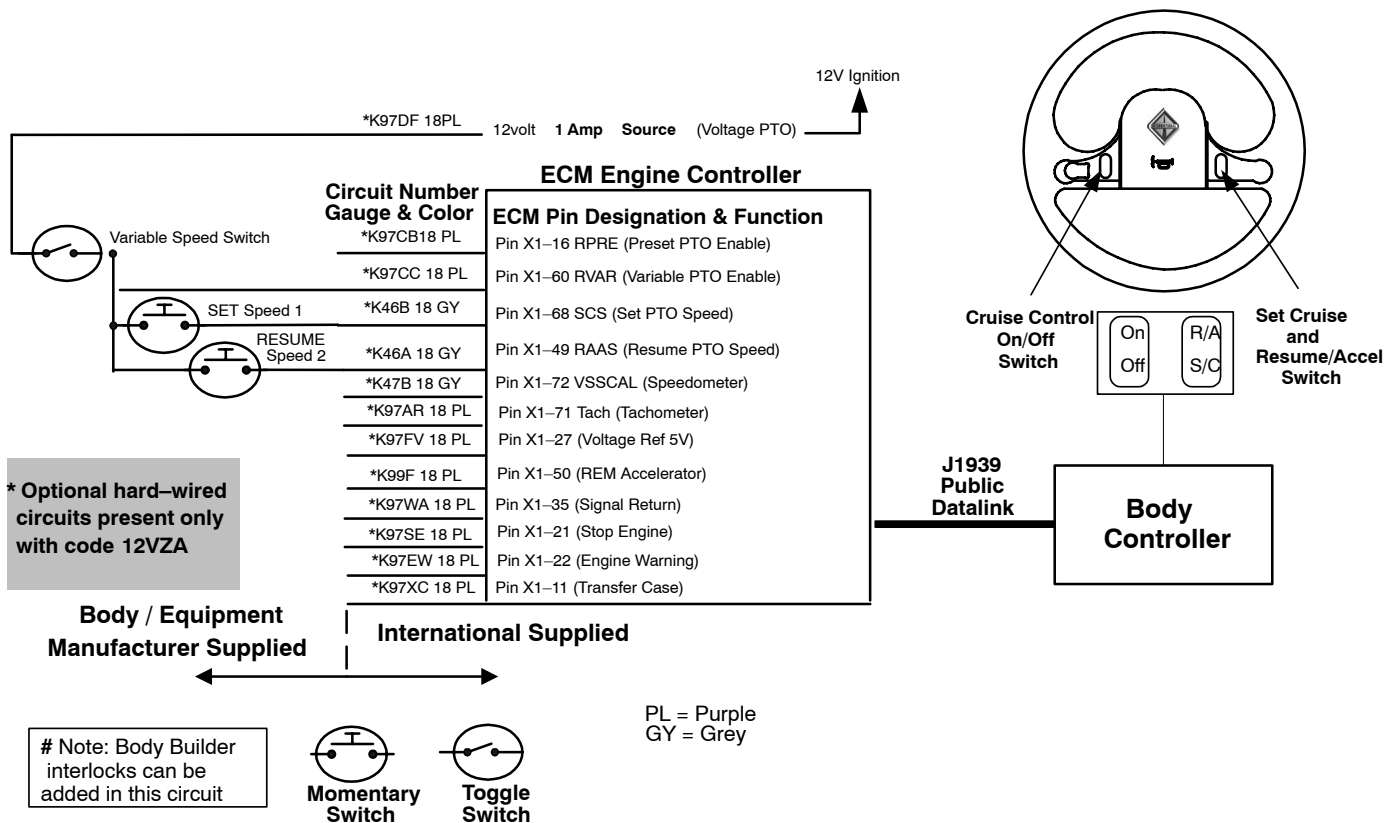 12V Ignition
*K97DF 18PL
12volt 1 Amp Source (Voltage PTO)
ECM Engine Controller
Circuit Number
Gauge & Color
ECM Pin Designation & Function
Variable Speed Switch
*K97CB18 PL
Pin X1–16 RPRE (Preset PTO Enable)
*K97CC 18 PL
Pin X1–60 RVAR (Variable PTO Enable)
SET Speed 1
*K46B 18 GY
Pin X1–68 SCS (Set PTO Speed)
RESUME
Speed 2
*K46A 18 GY
Pin X1–49 RAAS (Resume PTO Speed)
*K47B 18 GY
Pin X1–72 VSSCAL (Speedometer)
*K97AR 18 PL
Pin X1–71 Tach (Tachometer)
*K97FV 18 PL
Pin X1–27 (Voltage Ref 5V)
*K99F 18 PL
Pin X1–50 (REM Accelerator)
*K97WA 18 PL
Pin X1–35 (Signal Return)
*K97SE 18 PL
Pin X1–21 (Stop Engine)
*K97EW 18 PL
Pin X1–22 (Engine Warning)
*K97XC 18 PL
Pin X1–11 (Transfer Case)
Cruise Control
On/Off
Switch
On
Off
R/A
S/C
Set Cruise
and
Resume/Accel
Switch
J1939
Public
Datalink
Body
Controller
* Optional hard–wired
circuits present only
with code 12VZA
Body / Equipment
Manufacturer Supplied
International Supplied
PL = Purple
GY = Grey
# Note: Body Builder
interlocks can be
added in this circuit
Momentary
Switch
Toggle
Switch